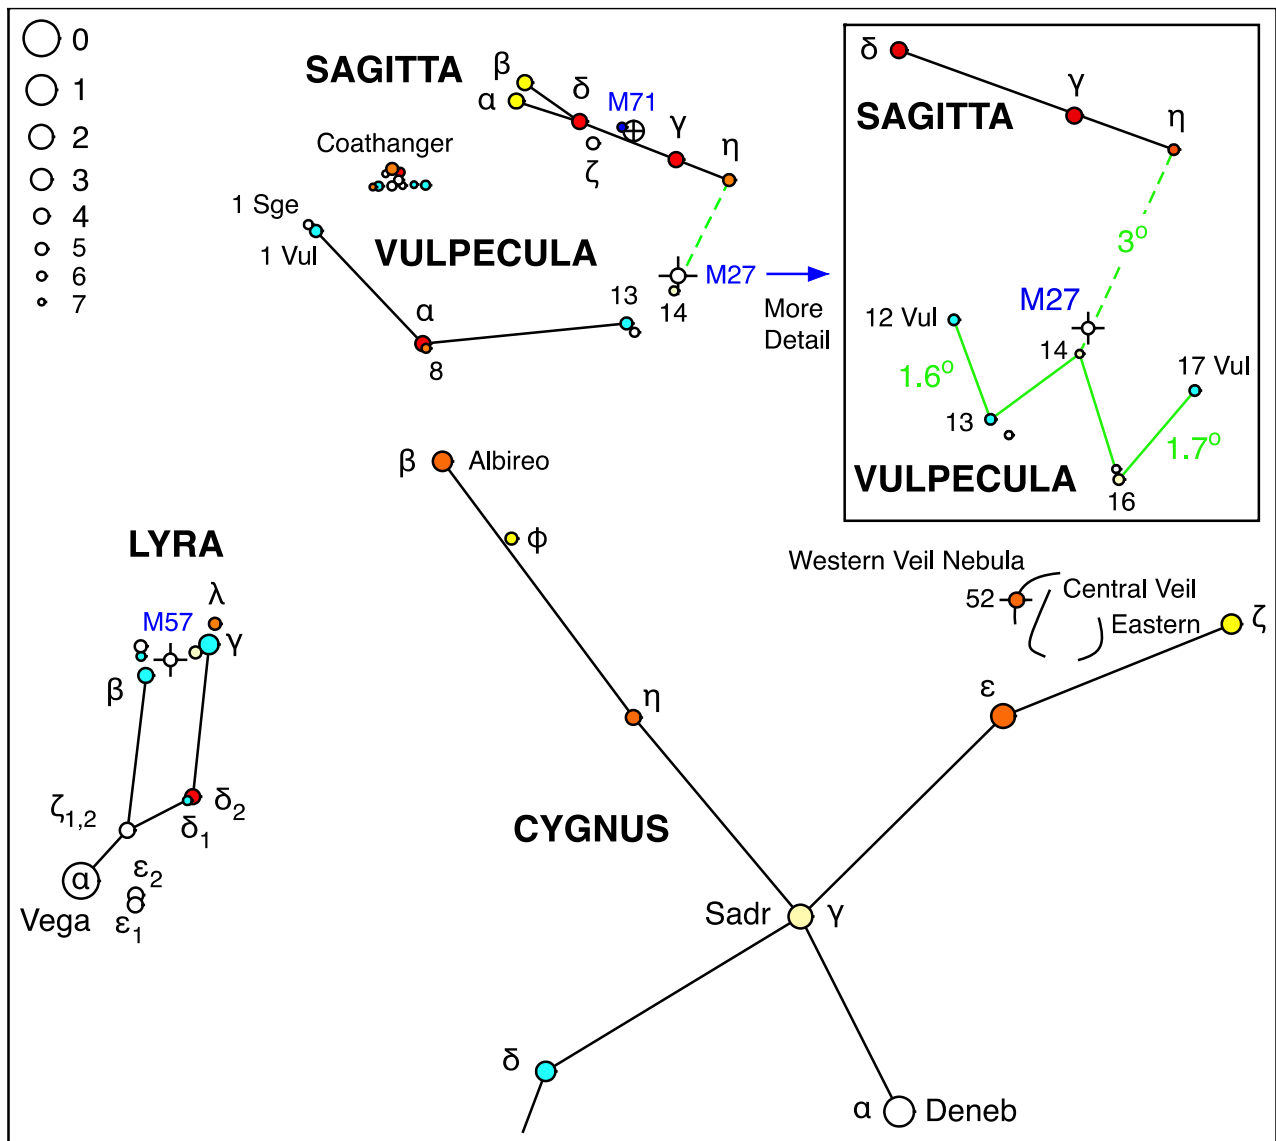 0
1
2
3
4
5
6
7
SAGITTA
β
α
δ
M71
γ
η
ζ
Coathanger
1 Sge
1 Vul
VULPECULA
α
8
13
14
M27
More
Detail
δ
SAGITTA
γ
η
3°
M27
12 Vul
14
17 Vul
1.6°
13
1.7°
VULPECULA
16
β
Albireo
ϕ
LYRA
λ
M57
γ
β
ζ1,2
δ2
δ1
α
ε2
Vega
ε1
Western Veil Nebula
52
Central Veil
Eastern
ζ
ε
η
CYGNUS
Sadr
γ
δ
α
Deneb